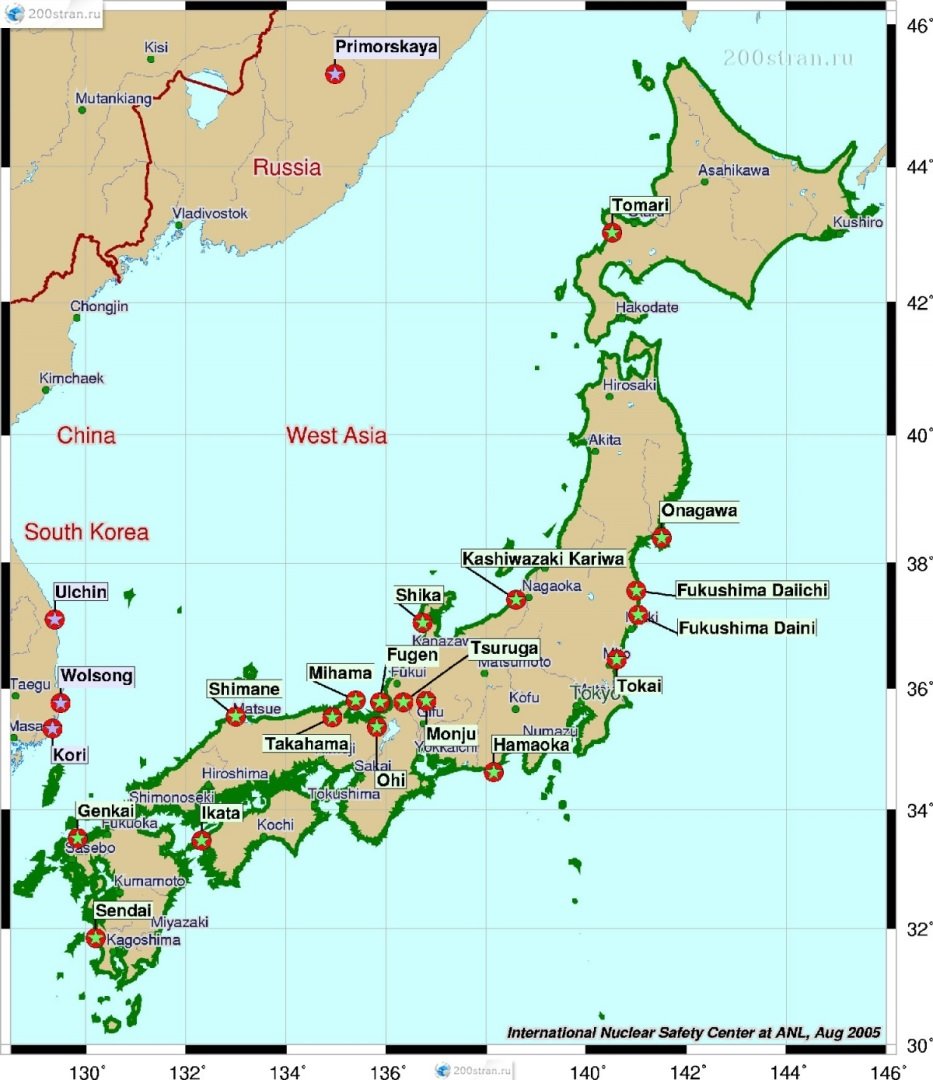 200stran.ru
46°
Kisi
Primorskaya
200stran.ru
Mutankiang
Russia
44°
Asahikawa
Vladivostok
Tomari
Kushiro
42°
Chongjin
Hakodate
Kimchaek
Hirosaki
China
West Asia
40°
Akita
South Korea
Onagawa
38°
Kashiwazaki Kariwa
Ulchin
Shika
Nagaoka
Fukushima Daiichi
Fukushima Daini
Kanazav
Fugen
Tsuruga
Mihama
Fukui
Matsumoto
Mito
Wolsong
Taegu
Shimane
Matsue
Tokai
36°
Kofu
Tokyo
Masa
Takahama
Gifu
Monju
Numazu
Kori
Hamaoka
Yokkaichi
Sakai
Ohi
Hiroshima
Shimonoseki
Tokushima
34°
Genkai
Ikata
Fukuoka
Kochi
Sasebo
Kumamoto
Sendai
Miyazaki
32°
Kagoshima
International Nuclear Safety Center at ANL, Aug 2005
30°
130°
132°
134°
136°
138°
140°
142°
144°
146°
200stran.ru